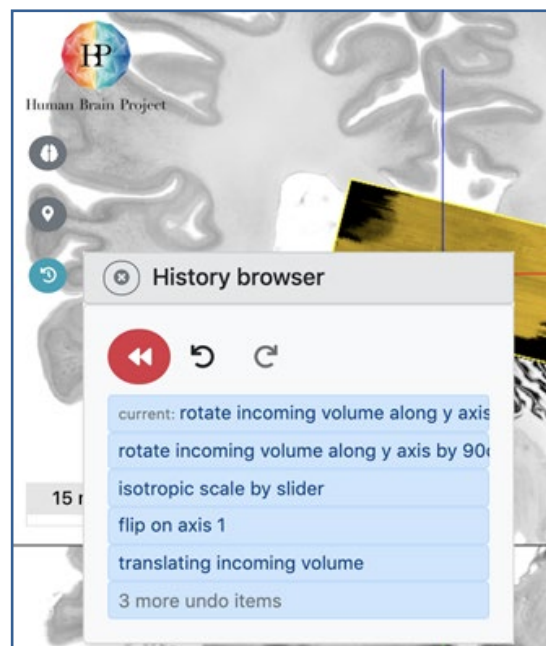 HP
Human Brain Project
History browser
current: rotate incoming volume along y axis
rotate incoming volume along y axis by 90
isotropic scale by slider
flip on axis 1
translating incoming volume
3 more undo items
15